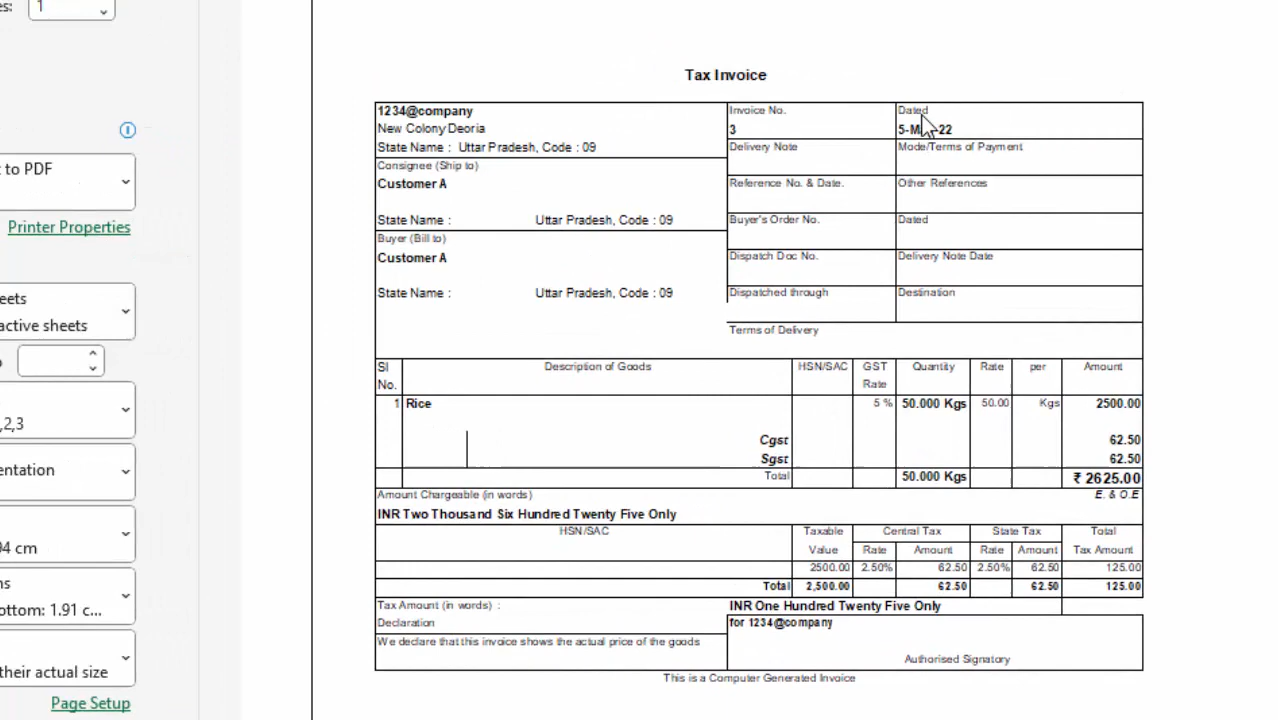 es:
1
t to PDF
Printer Properties
eets
active sheets
,2,3
entation
94 cm
ns
ottom: 1.91 c...
their actual size
Page Setup
Tax Invoice
1234@company
New Colony Deoria
State Name : Uttar Pradesh, Code : 09
Consignee (Ship to)
Customer A
State Name : Uttar Pradesh, Code : 09
Buyer (Bill to)
Customer A
State Name : Uttar Pradesh, Code : 09
Invoice No.
3
Dated
22
Delivery Note
Mode/Terms of Payment
Reference No. & Date.
Other References
Buyer's Order No.
Dated
Dispatch Doc No.
Delivery Note Date
Dispatched through
Destination
Terms of Delivery
Sl No. Description of Goods HSN/SAC GST Rate Quantity Rate per Amount
1 Rice 5 % 50.000 Kgs 50.00 Kgs 2500.00
Cgst 62.50
Sgst 62.50
Total 50.000 Kgs ₹ 2625.00
Amount Chargeable (in words) E. & O.E
INR Two Thousand Six Hundred Twenty Five Only
HSN/SAC Taxable Central Tax State Tax Total
Value Rate Amount Rate Amount Tax Amount
2500.00 2.50% 62.50 2.50% 62.50 125.00
Total 2,500.00 62.50 62.50 125.00
Tax Amount (in words) : INR One Hundred Twenty Five Only
Declaration for 1234@company
We declare that this invoice shows the actual price of the goods
Authorised Signatory
This is a Computer Generated Invoice